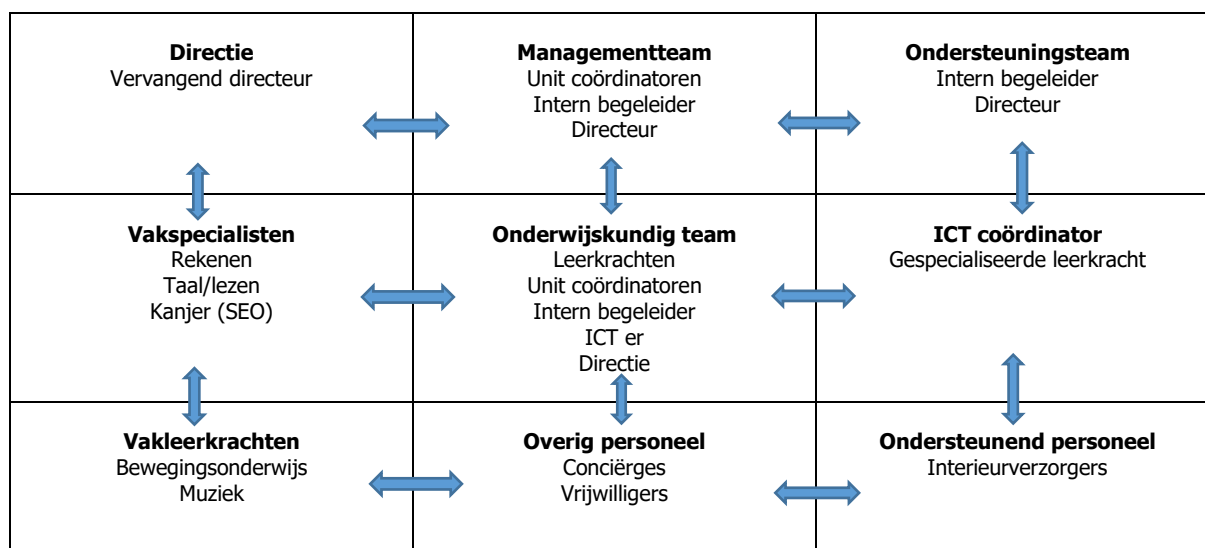 Directie
Vervangend directeur
Managementteam
Unit coördinatoren
Intern begeleider
Directeur
Ondersteuningsteam
Intern begeleider
Directeur
Vakspecialisten
Rekenen
Taal/lezen
Kanjer (SEO)
Onderwijskundig team
Leerkrachten
Unit coördinatoren
Intern begeleider
ICT er
Directie
ICT coördinator
Gespecialiseerde leerkracht
Vakleerkrachten
Bewegingsonderwijs
Muziek
Overig personeel
Conciërges
Vrijwilligers
Ondersteunend personeel
Interieurverzorgers